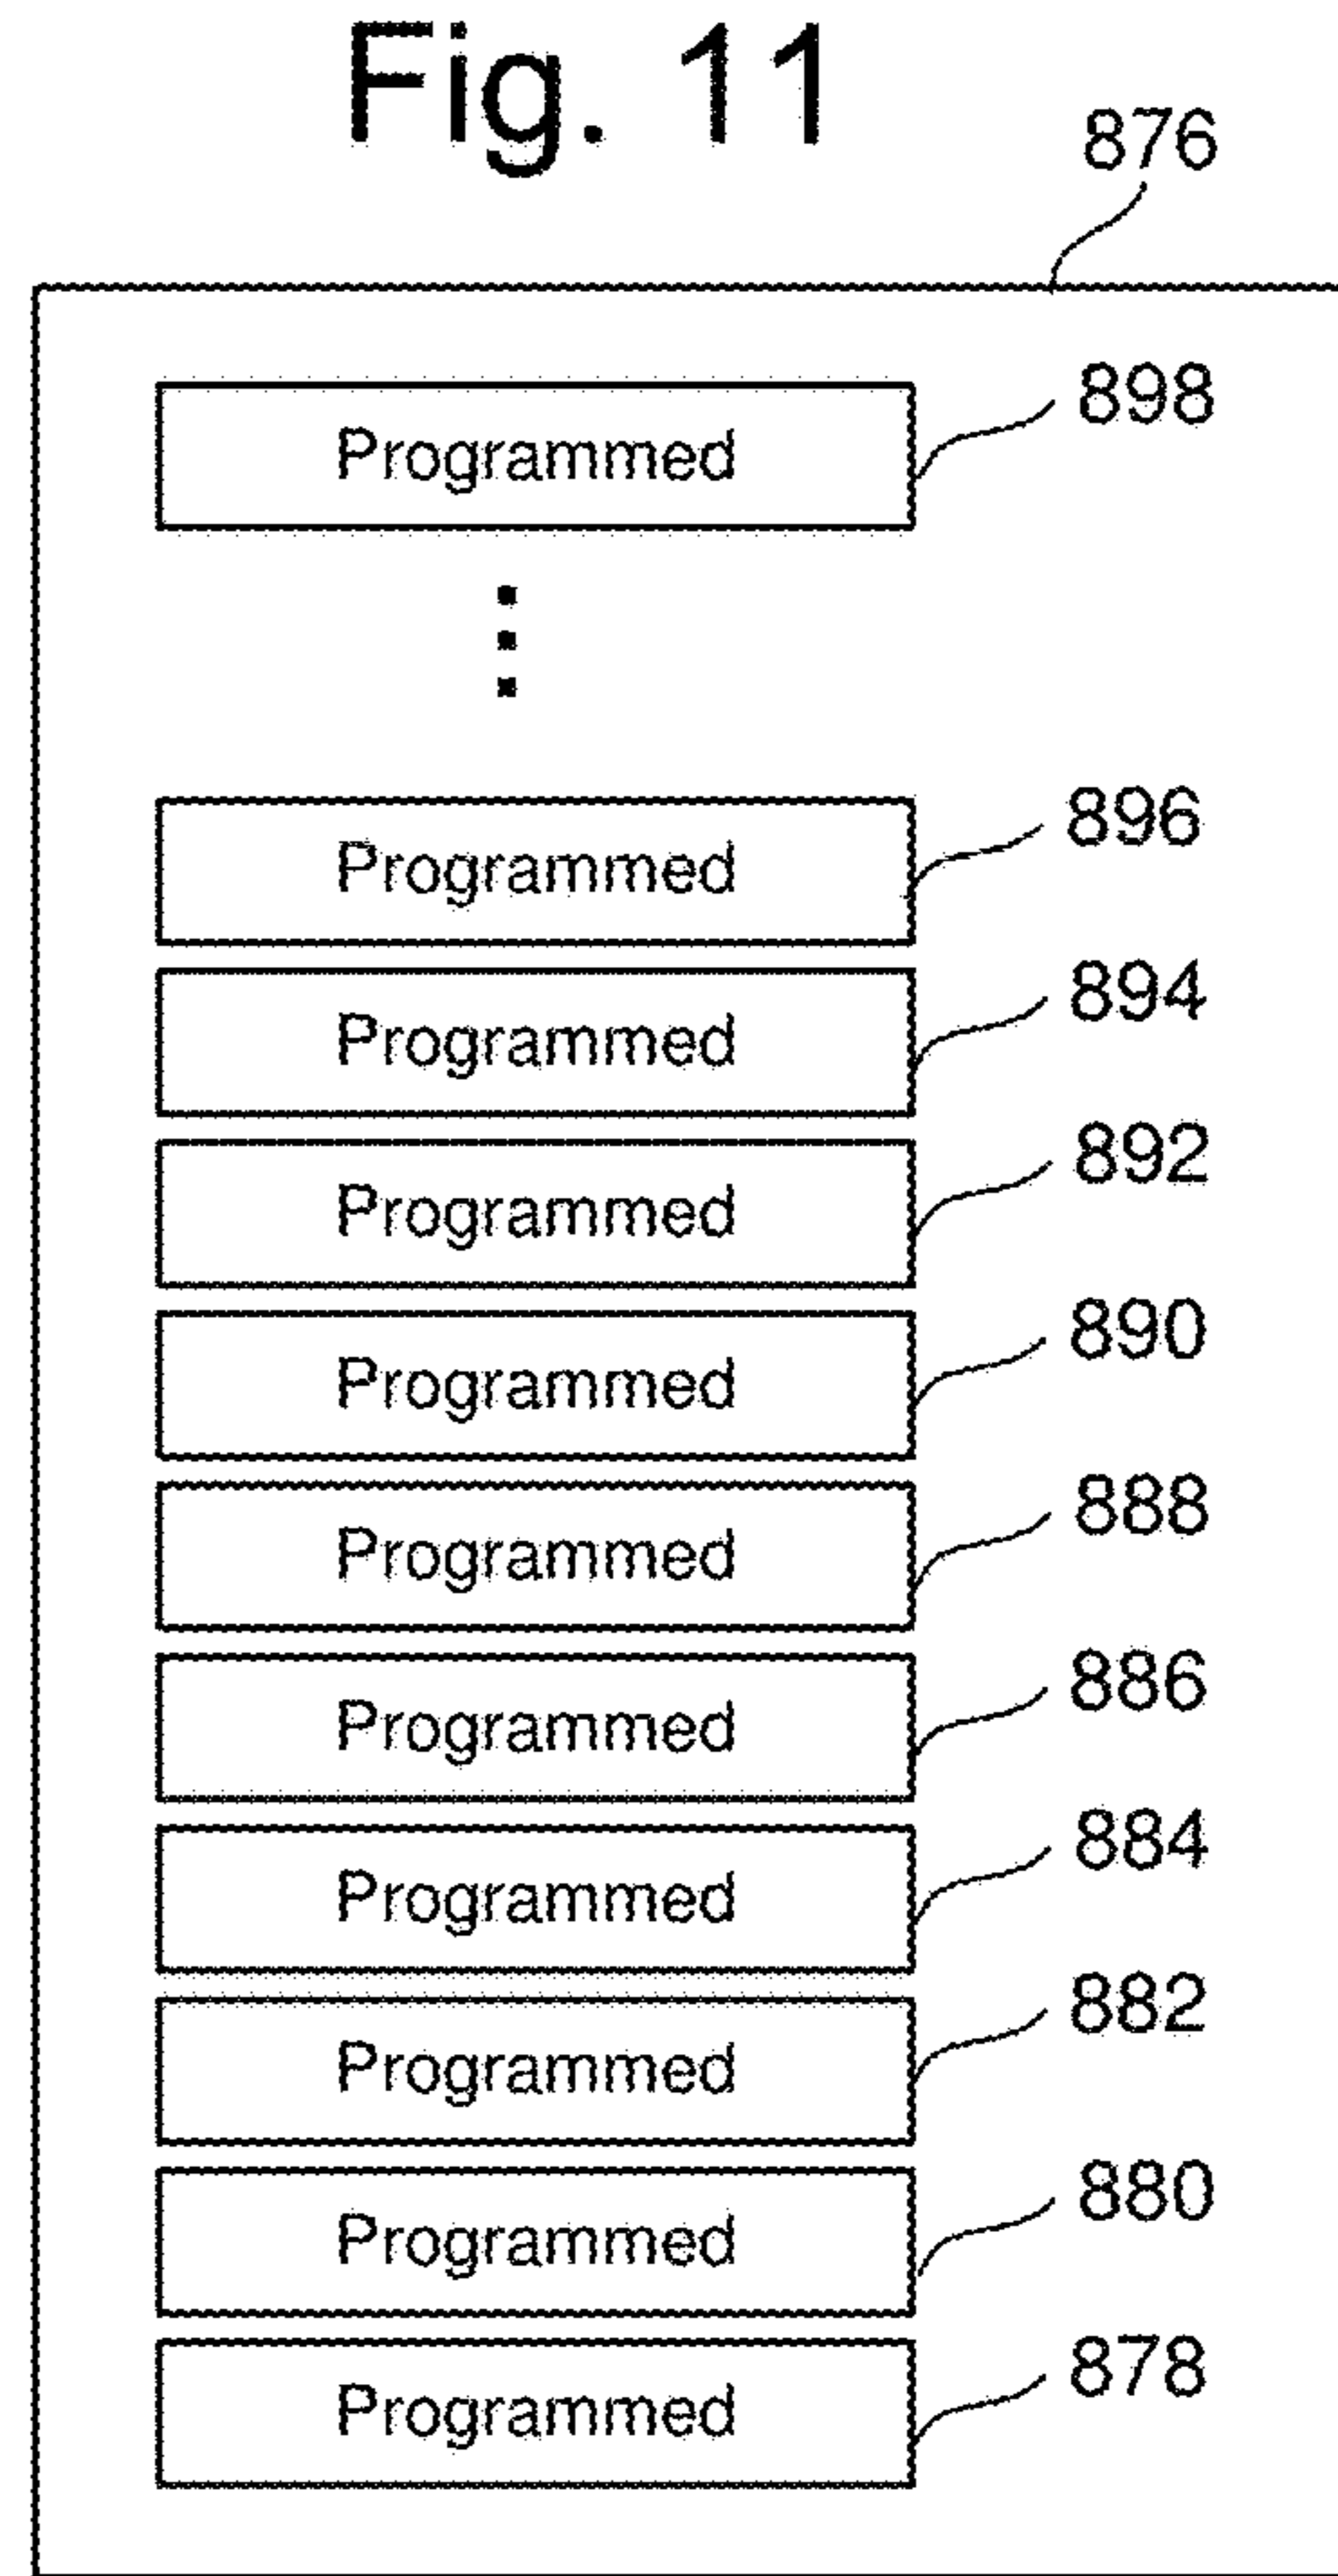 Fig. 11
876
Programmed 898
Programmed 896
Programmed 894
Programmed 892
Programmed 890
Programmed 888
Programmed 886
Programmed 884
Programmed 882
Programmed 880
Programmed 878